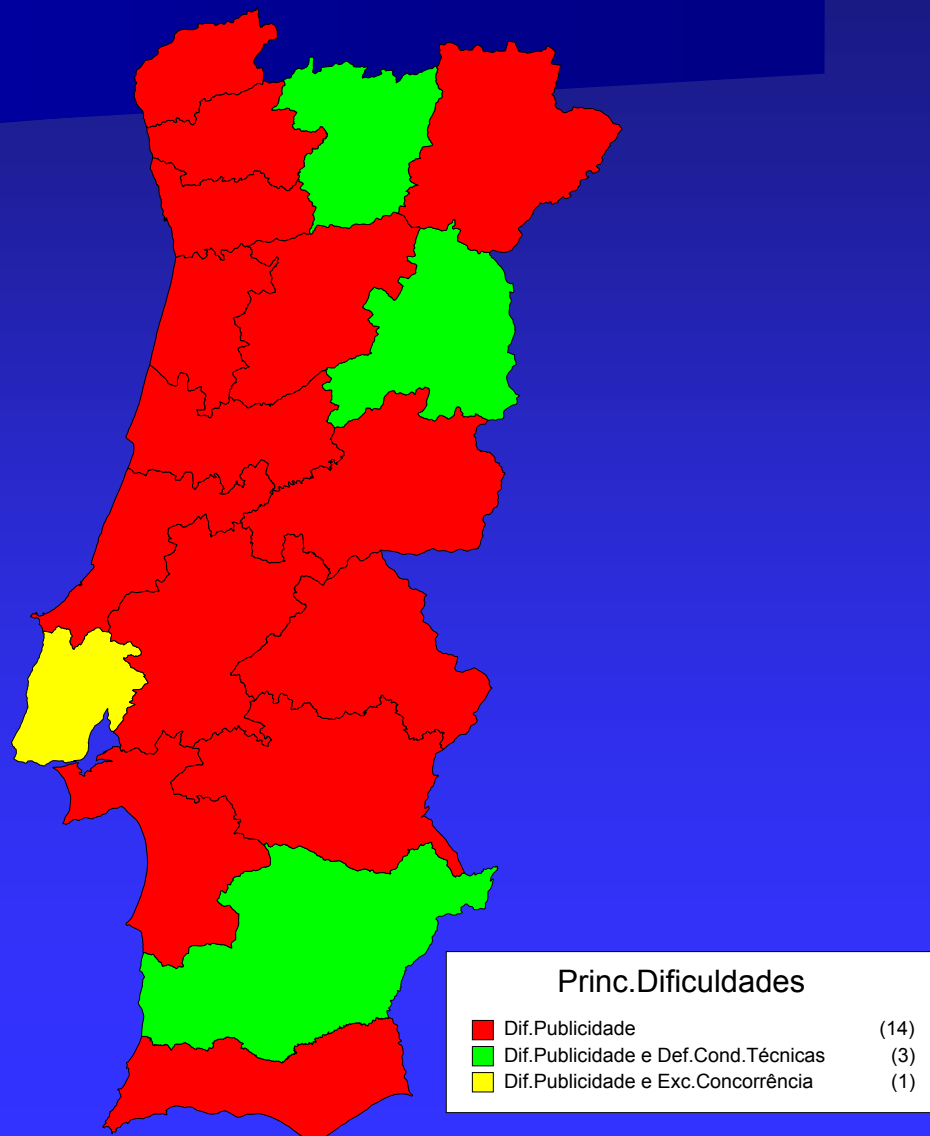 Princ.Dificuldades
Dif.Publicidade (14)
Dif.Publicidade e Def.Cond.Técnicas (3)
Dif.Publicidade e Exc.Concorrência (1)